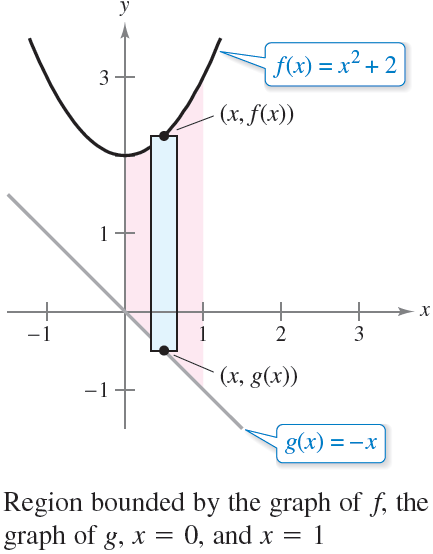 y
f(x) = x² + 2
3
(x, f(x))
1
x
−1
1
2
3
(x, g(x))
−1
g(x) = −x
Region bounded by the graph of f, the
graph of g, x = 0, and x = 1